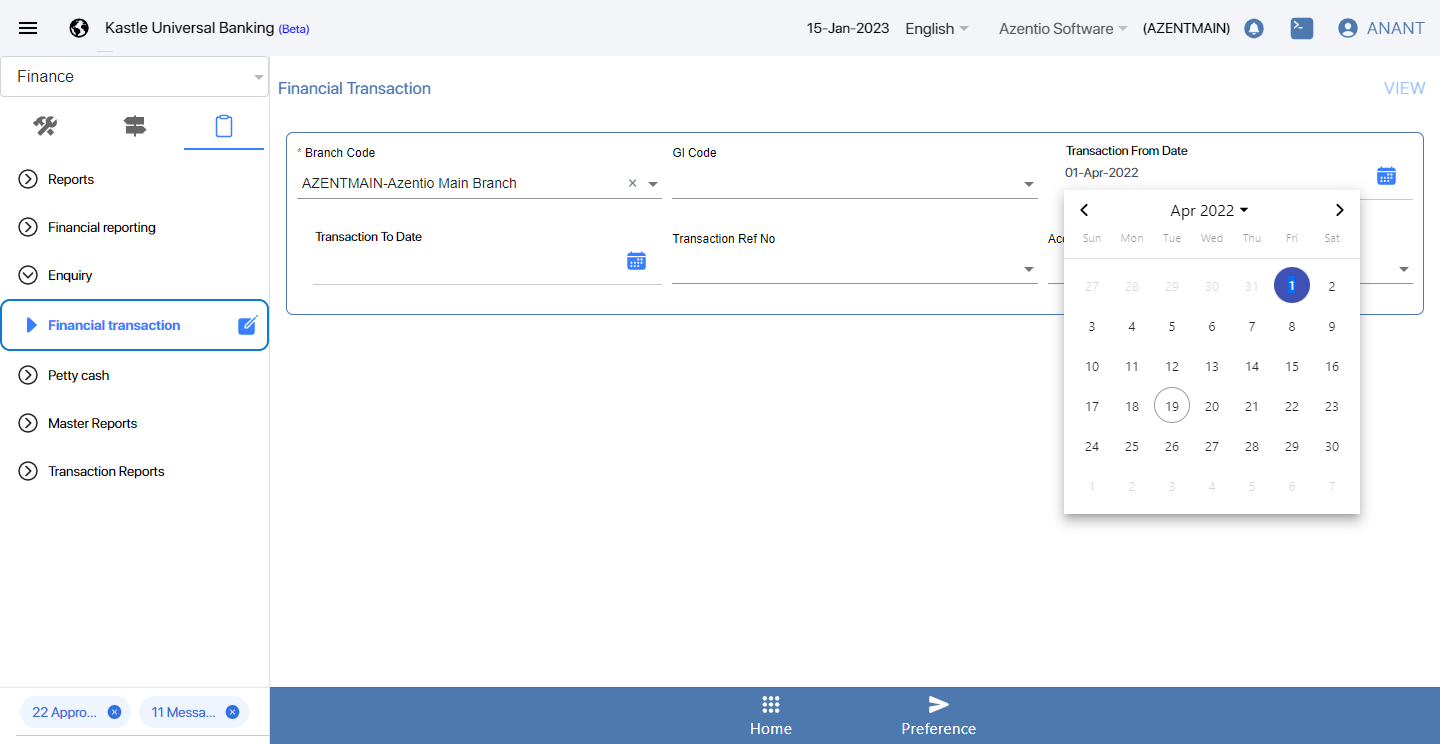 Kastle Universal Banking (Beta)
15-Jan-2023 English Azentio Software (AZENTMAIN) ANANT
Finance
Reports
Financial reporting
Enquiry
Financial transaction
Petty cash
Master Reports
Transaction Reports
22 Appro...
11 Messa...
Financial Transaction
VIEW
* Branch Code
AZENTMAIN-Azentio Main Branch
Gl Code
Transaction From Date
01-Apr-2022
Transaction To Date
Transaction Ref No
Acc
Apr 2022
Sun Mon Tue Wed Thu Fri Sat
27 28 29 30 31 1 2
3 4 5 6 7 8 9
10 11 12 13 14 15 16
17 18 19 20 21 22 23
24 25 26 27 28 29 30
1 2 3 4 5 6 7
Home
Preference